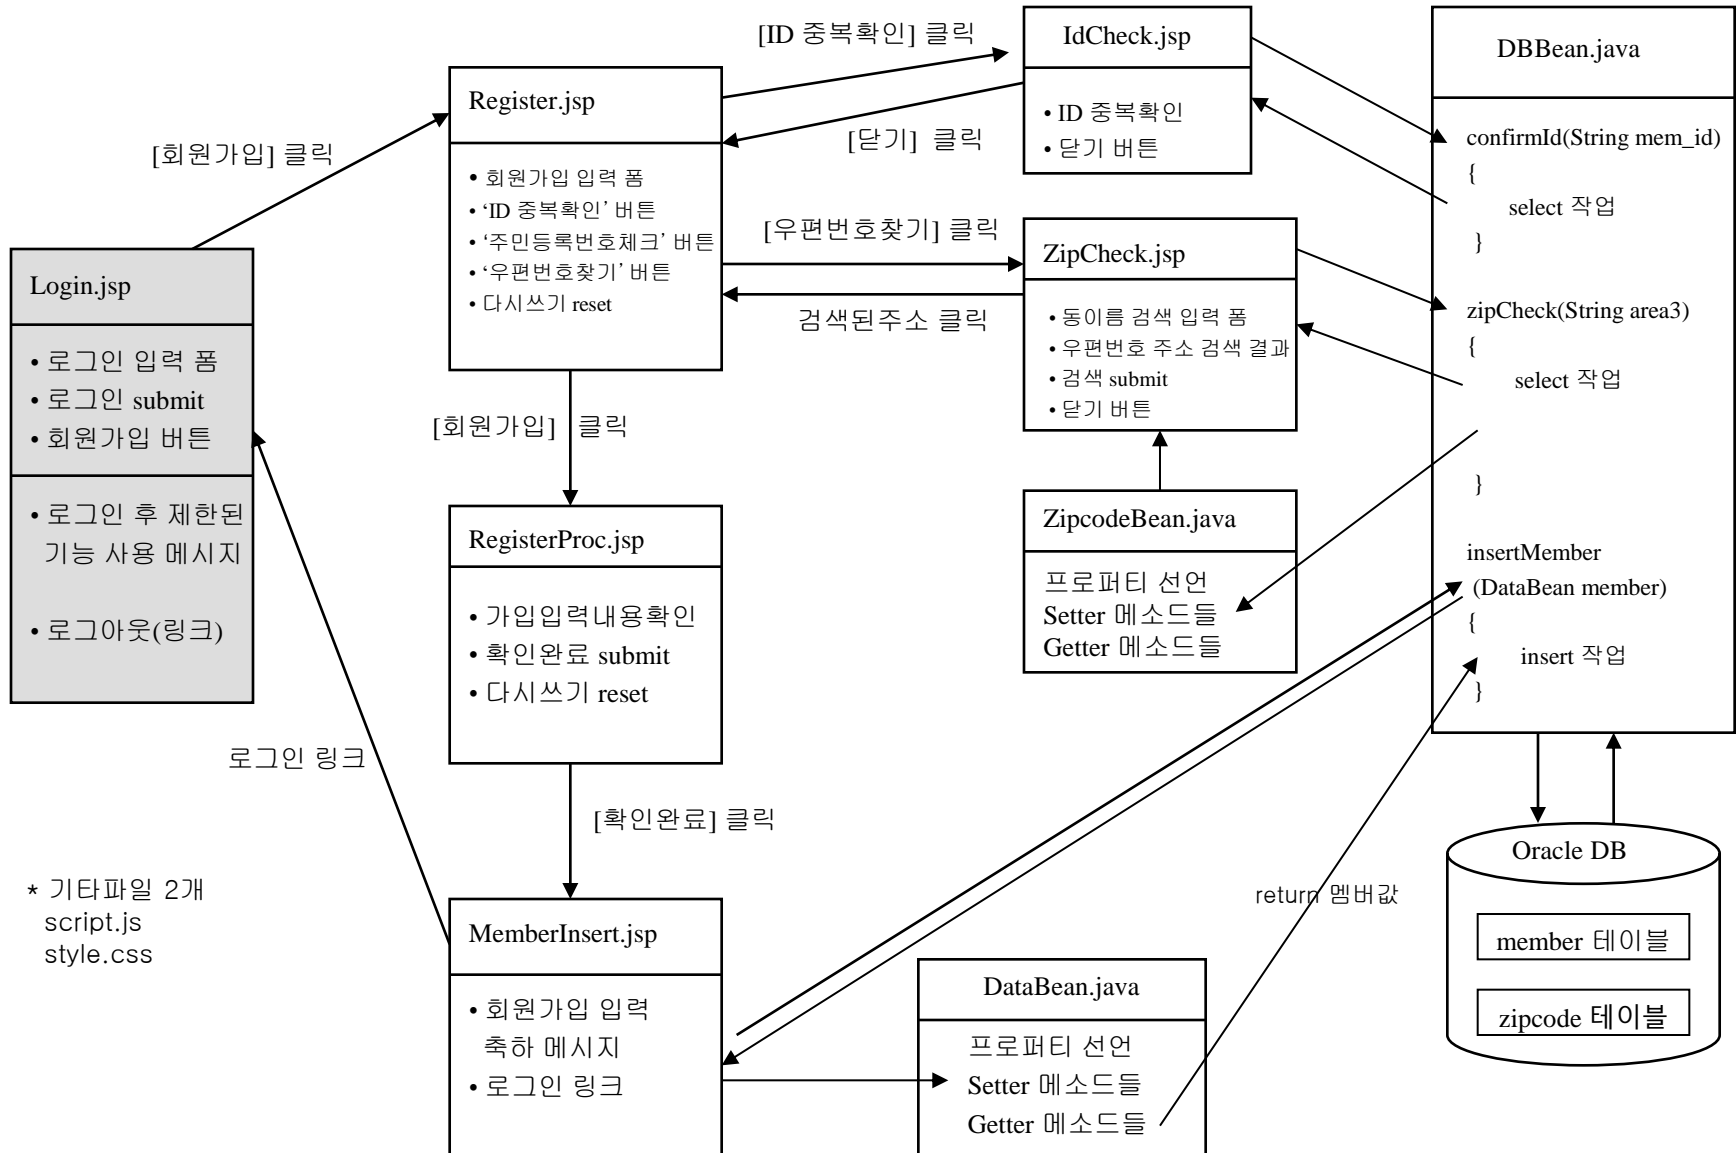 [회원가입] 클릭
Login.jsp
• 로그인 입력 폼
• 로그인 submit
• 회원가입 버튼
• 로그인 후 제한된
기능 사용 메시지
• 로그아웃(링크)
로그인 링크
* 기타파일 2개
script.js
style.css
Register.jsp
• 회원가입 입력 폼
• ‘ID 중복확인’ 버튼
• ‘주민등록번호체크’ 버튼
• ‘우편번호찾기’ 버튼
• 다시쓰기 reset
[회원가입] 클릭
RegisterProc.jsp
• 가입입력내용확인
• 확인완료 submit
• 다시쓰기 reset
[확인완료] 클릭
MemberInsert.jsp
• 회원가입 입력
축하 메시지
• 로그인 링크
[ID 중복확인] 클릭
[닫기] 클릭
[우편번호찾기] 클릭
검색된주소 클릭
IdCheck.jsp
• ID 중복확인
• 닫기 버튼
ZipCheck.jsp
• 동이름 검색 입력 폼
• 우편번호 주소 검색 결과
• 검색 submit
• 닫기 버튼
ZipcodeBean.java
프로퍼티 선언
Setter 메소드들
Getter 메소드들
DataBean.java
프로퍼티 선언
Setter 메소드들
Getter 메소드들
return 멤버값
DBBean.java
confirmId(String mem_id)
{
select 작업
}
zipCheck(String area3)
{
select 작업
}
insertMember
(DataBean member)
{
insert 작업
}
Oracle DB
member 테이블
zipcode 테이블